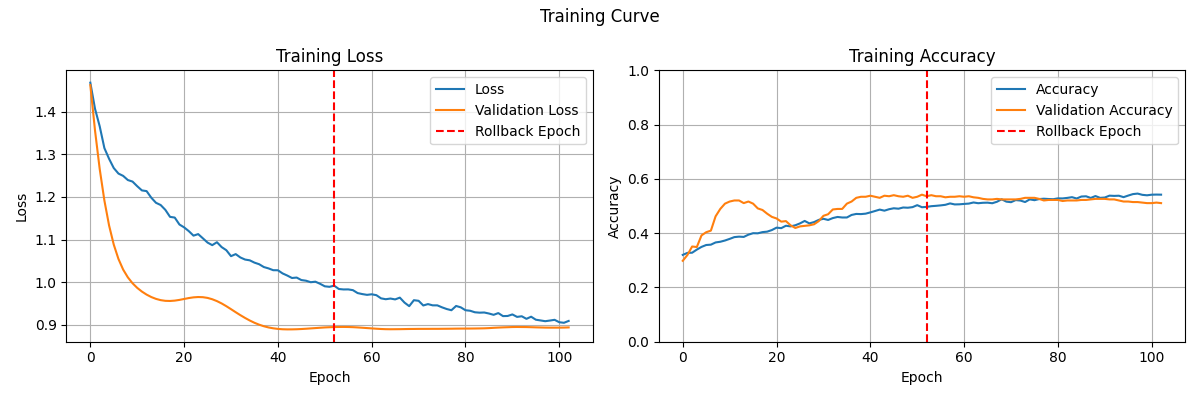 Training Curve
Training Loss
Loss
Validation Loss
Rollback Epoch
1.4
1.3
1.2
1.1
1.0
0.9
Loss
0
20
40
60
80
100
Epoch
Training Accuracy
Accuracy
Validation Accuracy
Rollback Epoch
1.0
0.8
0.6
0.4
0.2
0.0
Accuracy
0
20
40
60
80
100
Epoch